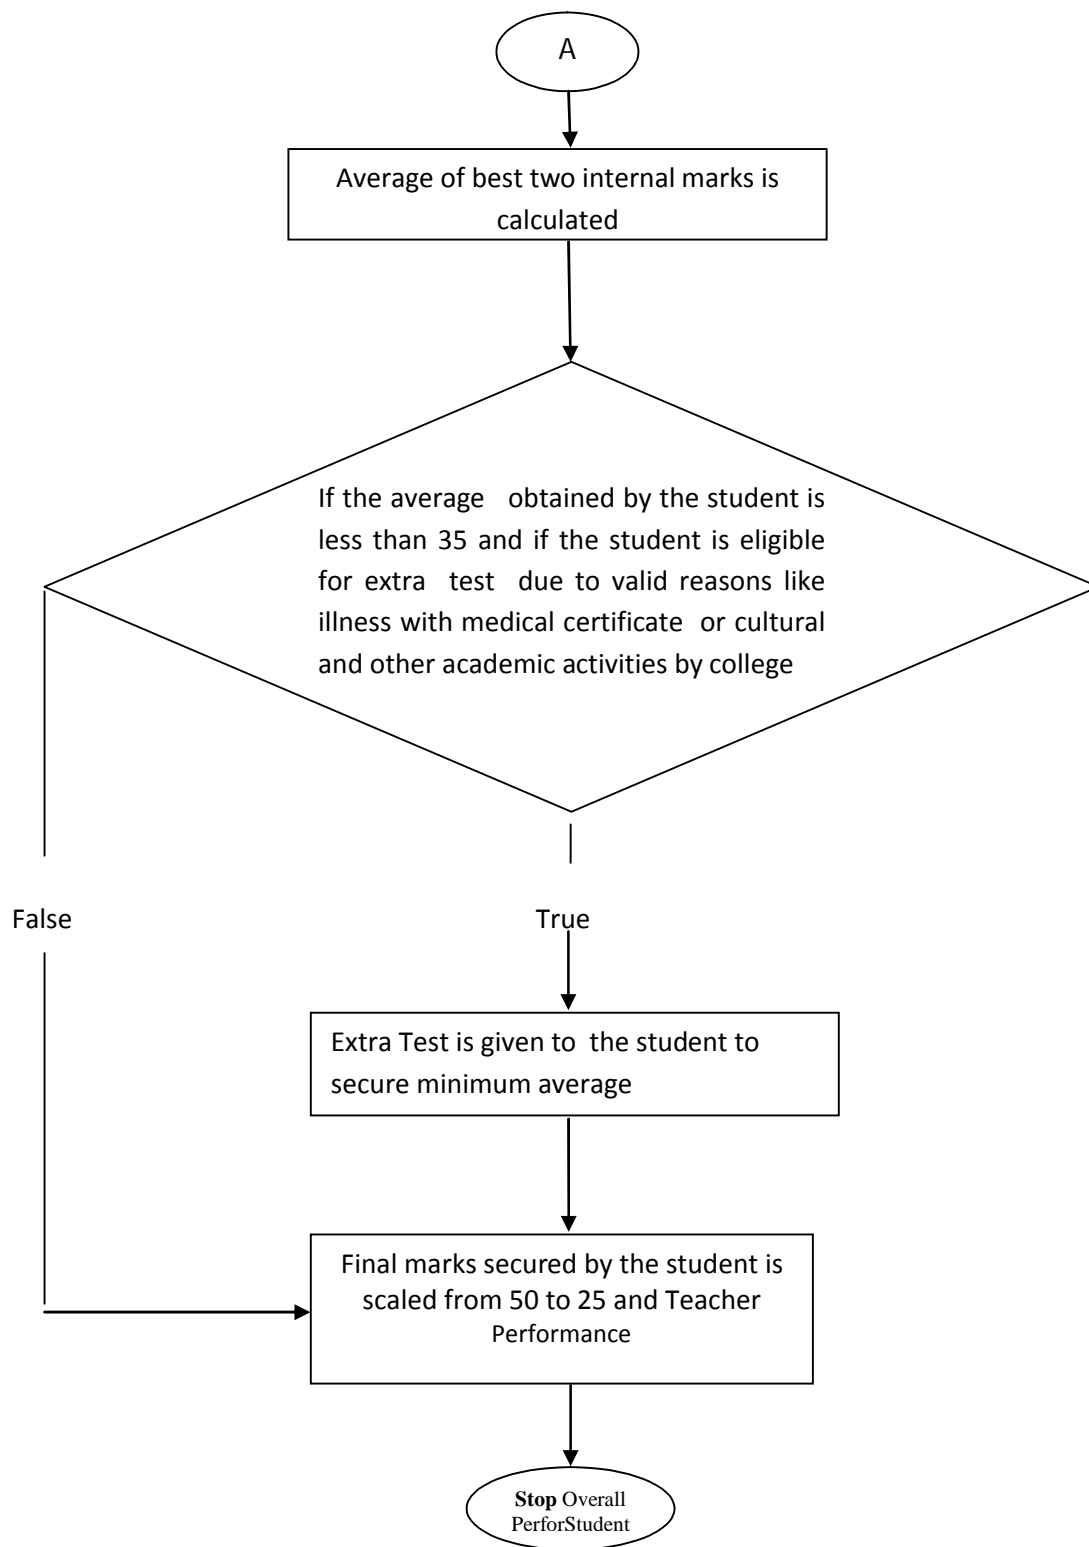 A
Average of best two internal marks is
calculated
If the average obtained by the student is
less than 35 and if the student is eligible
for extra test due to valid reasons like
illness with medical certificate or cultural
and other academic activities by college
False
True
Extra Test is given to the student to
secure minimum average
Final marks secured by the student is
scaled from 50 to 25 and Teacher
Performance
Stop Overall
PerforStudent